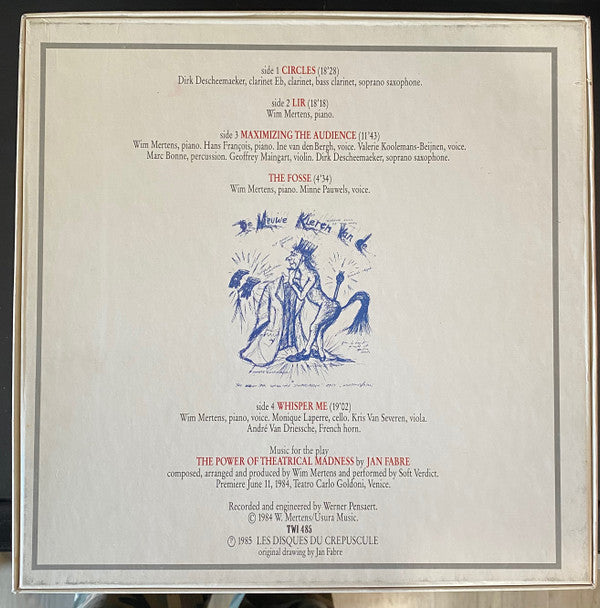 side 1 CIRCLES (18'28)
Dirk Descheemaeker, clarinet Eb, clarinet, bass clarinet, soprano saxophone.
side 2 LIR (18'18)
Wim Mertens, piano.
side 3 MAXIMIZING THE AUDIENCE (11'43)
Wim Mertens, piano. Hans François, piano. Ine van den Bergh, voice. Valerie Koolemans-Beijnen, voice.
Marc Bonne, percussion. Geoffrey Maingart, violin. Dirk Descheemaeker, soprano saxophone.
THE FOSSE (4'34)
Wim Mertens, piano. Minne Pauwels, voice.
De Nieuwe Kleren Van de
side 4 WHISPER ME (19'02)
Wim Mertens, piano, voice. Monique Laperre, cello. Kris Van Severen, viola.
André Van Driessche, French horn.
Music for the play
THE POWER OF THEATRICAL MADNESS by JAN FABRE
composed, arranged and produced by Wim Mertens and performed by Soft Verdict.
Premiere June 11, 1984, Teatro Carlo Goldoni, Venice.
Recorded and engineered by Werner Pensaert.
© 1984 W. Mertens/Usura Music.
TWI 485
℗ 1985 LES DISQUES DU CREPUSCULE
original drawing by Jan Fabre